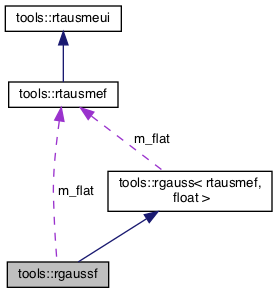 tools::rtausmeui
tools::rtausmef
m_flat
tools::rgauss< rtausmef,
float >
m_flat
tools::rgaussf